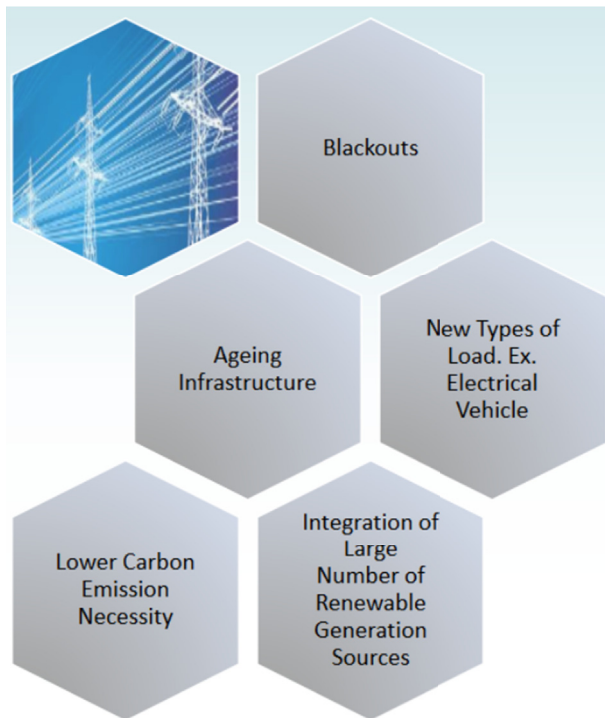 Blackouts
Ageing
Infrastructure
New Types of
Load. Ex.
Electrical
Vehicle
Lower Carbon
Emission
Necessity
Integration of
Large
Number of
Renewable
Generation
Sources